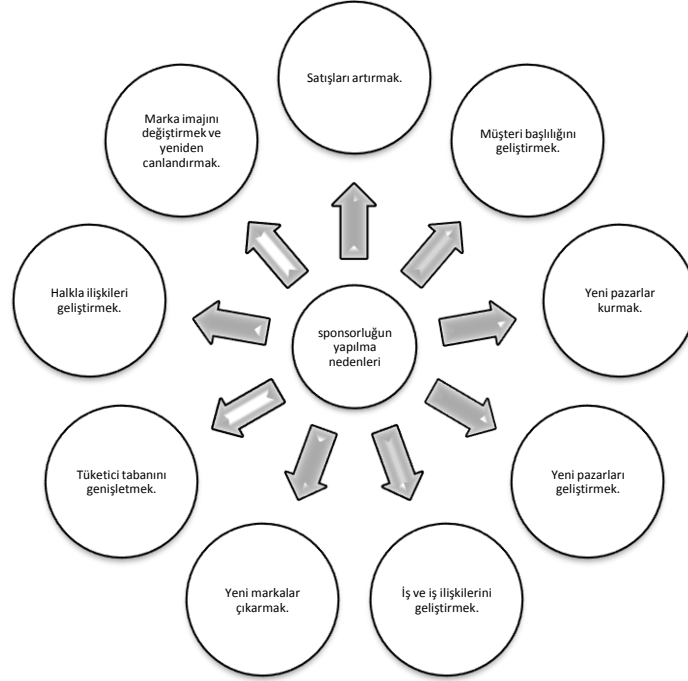 Satışları artırmak.
Müşteri başlılığını
geliştirmek.
Yeni pazarlar
kurmak.
Yeni pazarları
geliştirmek.
İş ve iş ilişkilerini
geliştirmek.
Yeni markalar
çıkarmak.
Tüketici tabanını
genişletmek.
Halkla ilişkileri
geliştirmek.
Marka imajını
değiştirmek ve
yeniden
canlandırmak.
sponsorluğun
yapılma
nedenleri